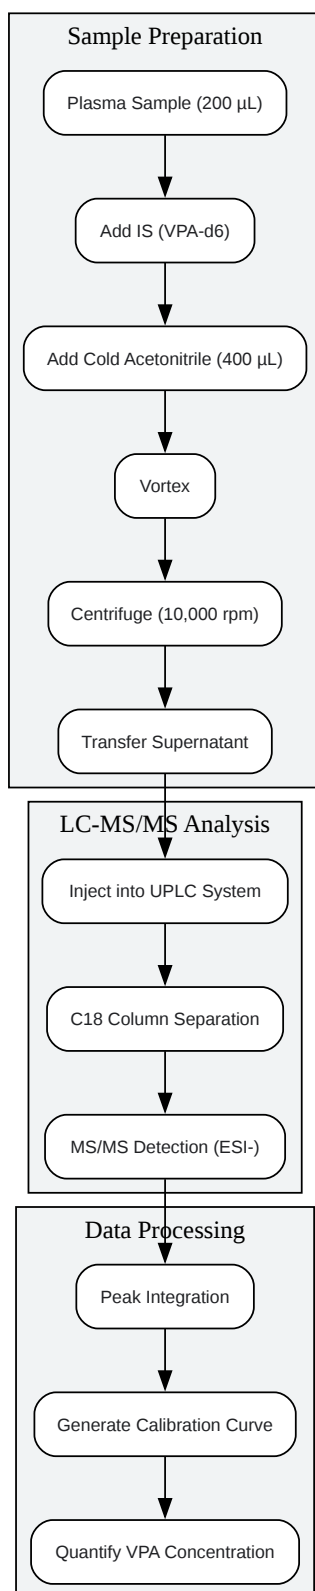 Sample Preparation
Plasma Sample (200 µL)
Add IS (VPA-d6)
Add Cold Acetonitrile (400 µL)
Vortex
Centrifuge (10,000 rpm)
Transfer Supernatant
LC-MS/MS Analysis
Inject into UPLC System
C18 Column Separation
MS/MS Detection (ESI-)
Data Processing
Peak Integration
Generate Calibration Curve
Quantify VPA Concentration